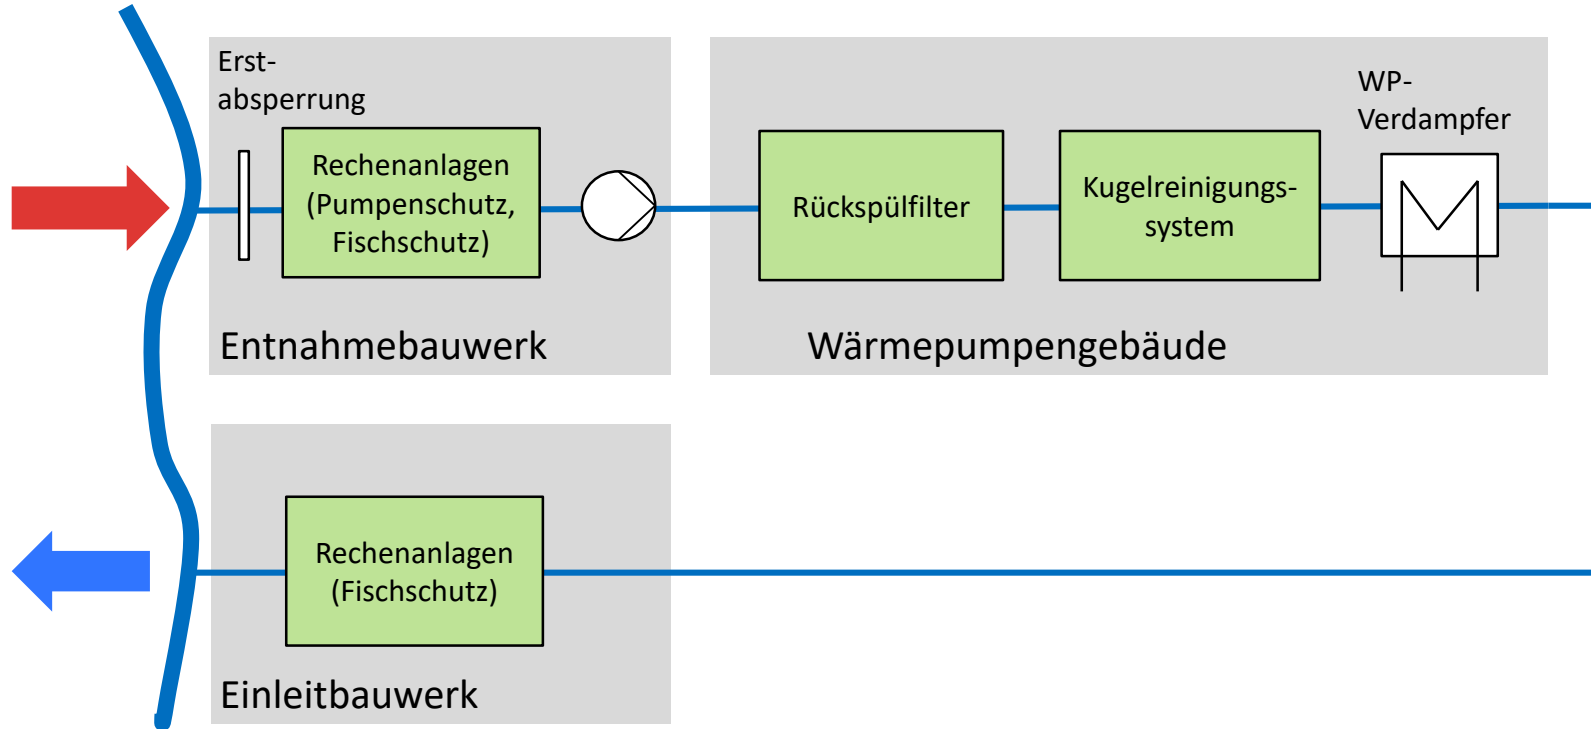 Erst-
absperrung
Rechenanlagen
(Pumpenschutz,
Fischschutz)
Entnahmebauwerk
Rückspülfilter
Kugelreinigungs-
system
WP-
Verdampfer
Wärmepumpengebäude
Rechenanlagen
(Fischschutz)
Einleitbauwerk